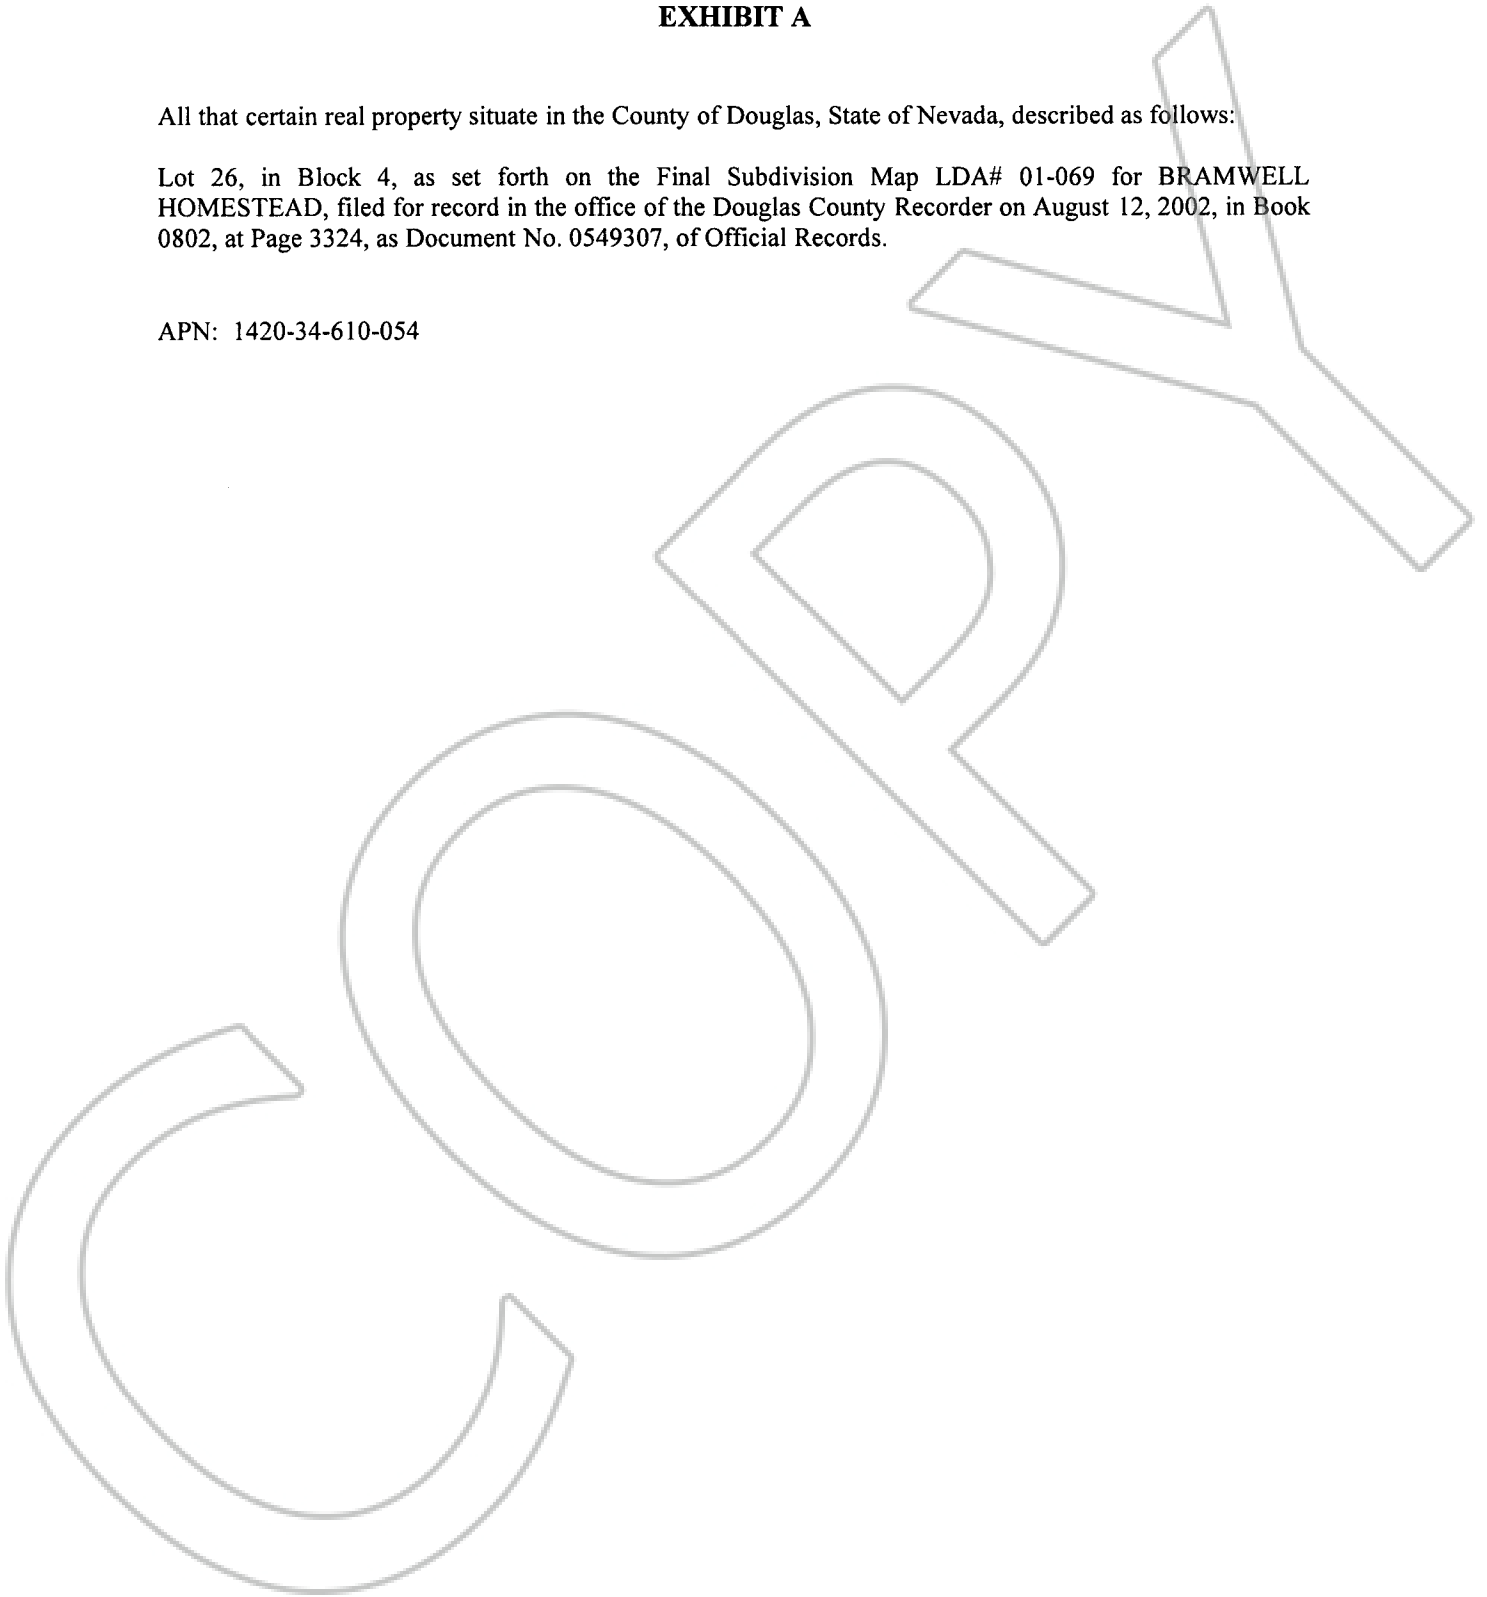 EXHIBIT A
All that certain real property situate in the County of Douglas, State of Nevada, described as follows:
Lot 26, in Block 4, as set forth on the Final Subdivision Map LDA# 01-069 for BRAMWELL
HOMESTEAD, filed for record in the office of the Douglas County Recorder on August 12, 2002, in Book
0802, at Page 3324, as Document No. 0549307, of Official Records.
APN: 1420-34-610-054
COPY